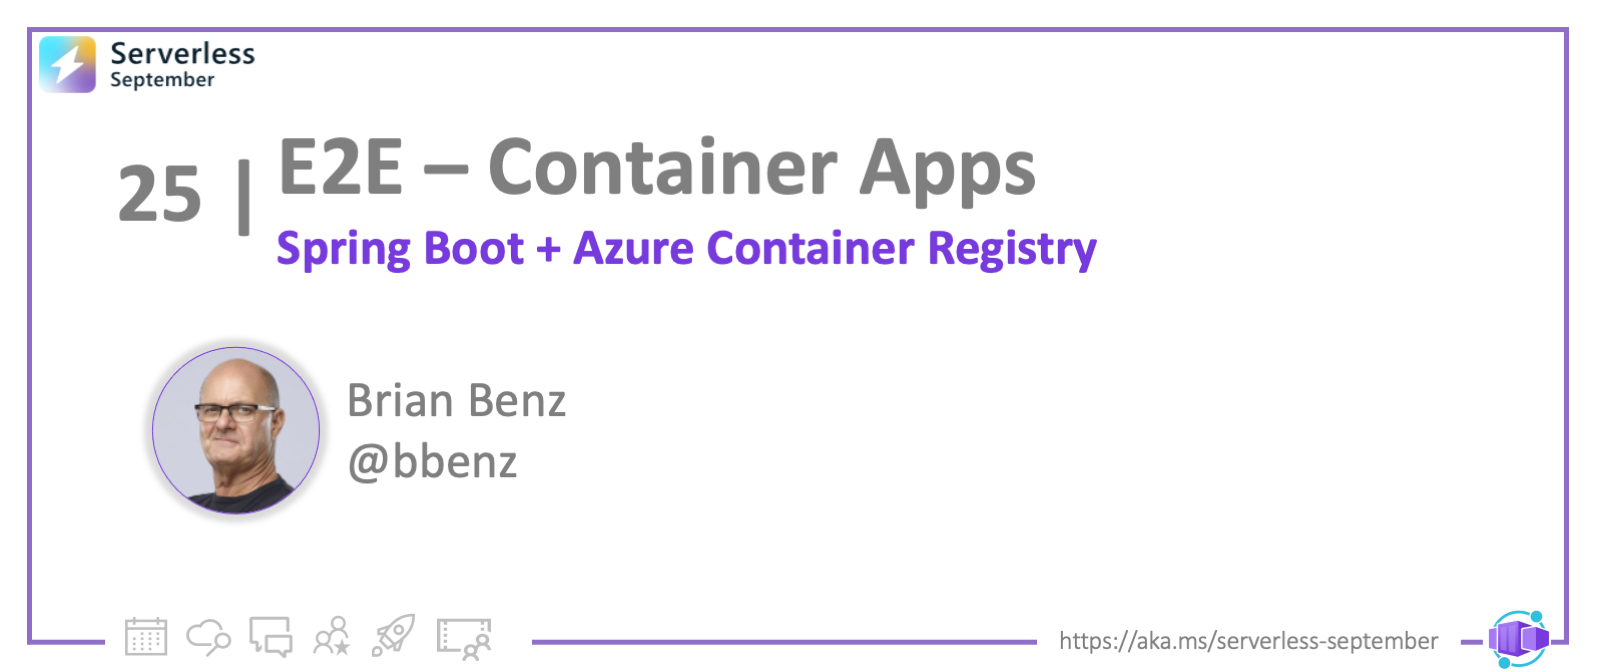 Serverless
September
25 |
E2E – Container Apps
Spring Boot + Azure Container Registry
Brian Benz
@bbenz
https://aka.ms/serverless-september